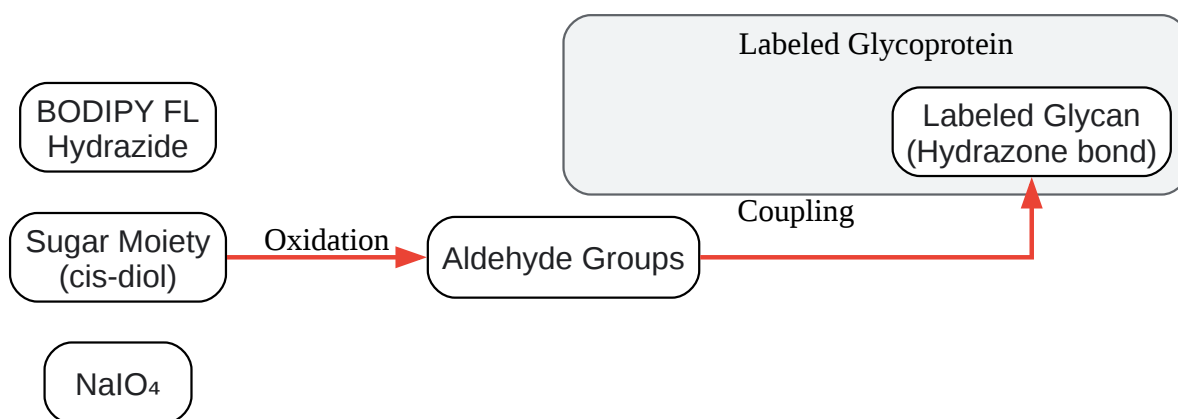 Labeled Glycoprotein
BODIPY FL
Hydrazide
Labeled Glycan
(Hydrazone bond)
Sugar Moiety
(cis-diol)
Oxidation
Aldehyde Groups
Coupling
NaIO₄